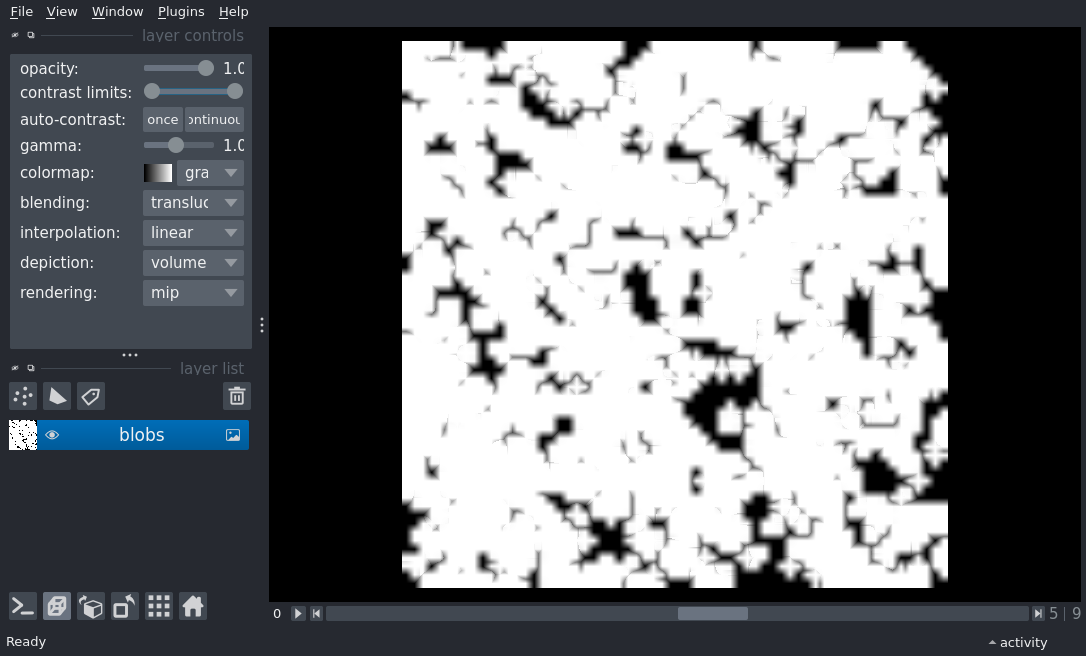 File View Window Plugins Help
layer controls
opacity: 1.0
contrast limits:
auto-contrast: once ontinuou
gamma: 1.0
colormap: gra
blending: transluc
interpolation: linear
depiction: volume
rendering: mip
layer list
blobs
0 5 | 9
Ready activity